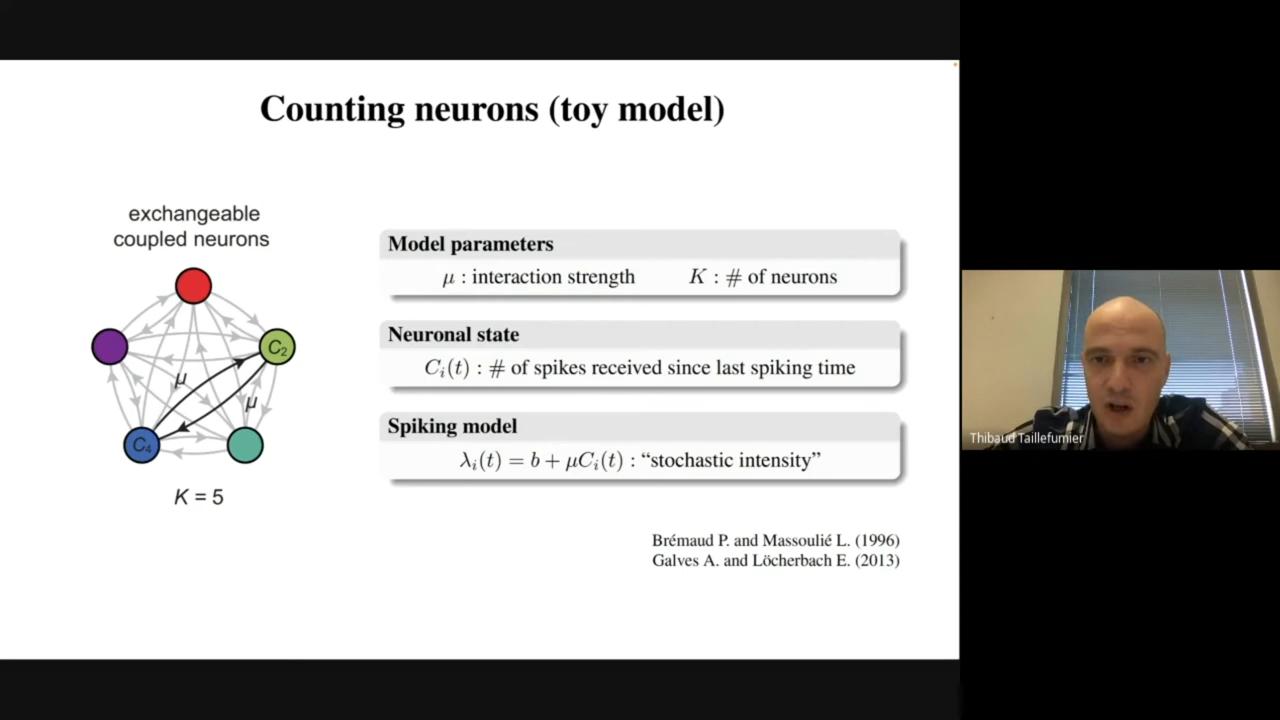 Counting neurons (toy model)
exchangeable
coupled neurons
C₂
μ
μ
C₄
K = 5
Model parameters
μ : interaction strength K : # of neurons
Neuronal state
Cᵢ(t) : # of spikes received since last spiking time
Spiking model
λᵢ(t) = b + μCᵢ(t) : “stochastic intensity”
Brémaud P. and Massoulié L. (1996)
Galves A. and Löcherbach E. (2013)
Thibaud Taillefumier